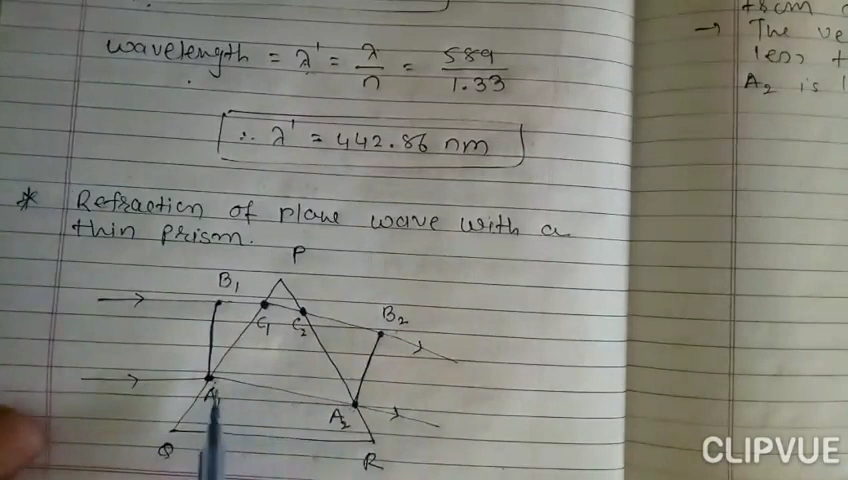 wavelength = λ' = λ/n = 589/1.33
∴ λ' = 442.86 nm
* Refraction of plane wave with a
thin prism.
P
B1
C1 C2 B2
A1
A2
Q R
→ The
less
A2 is
CLIPVUE